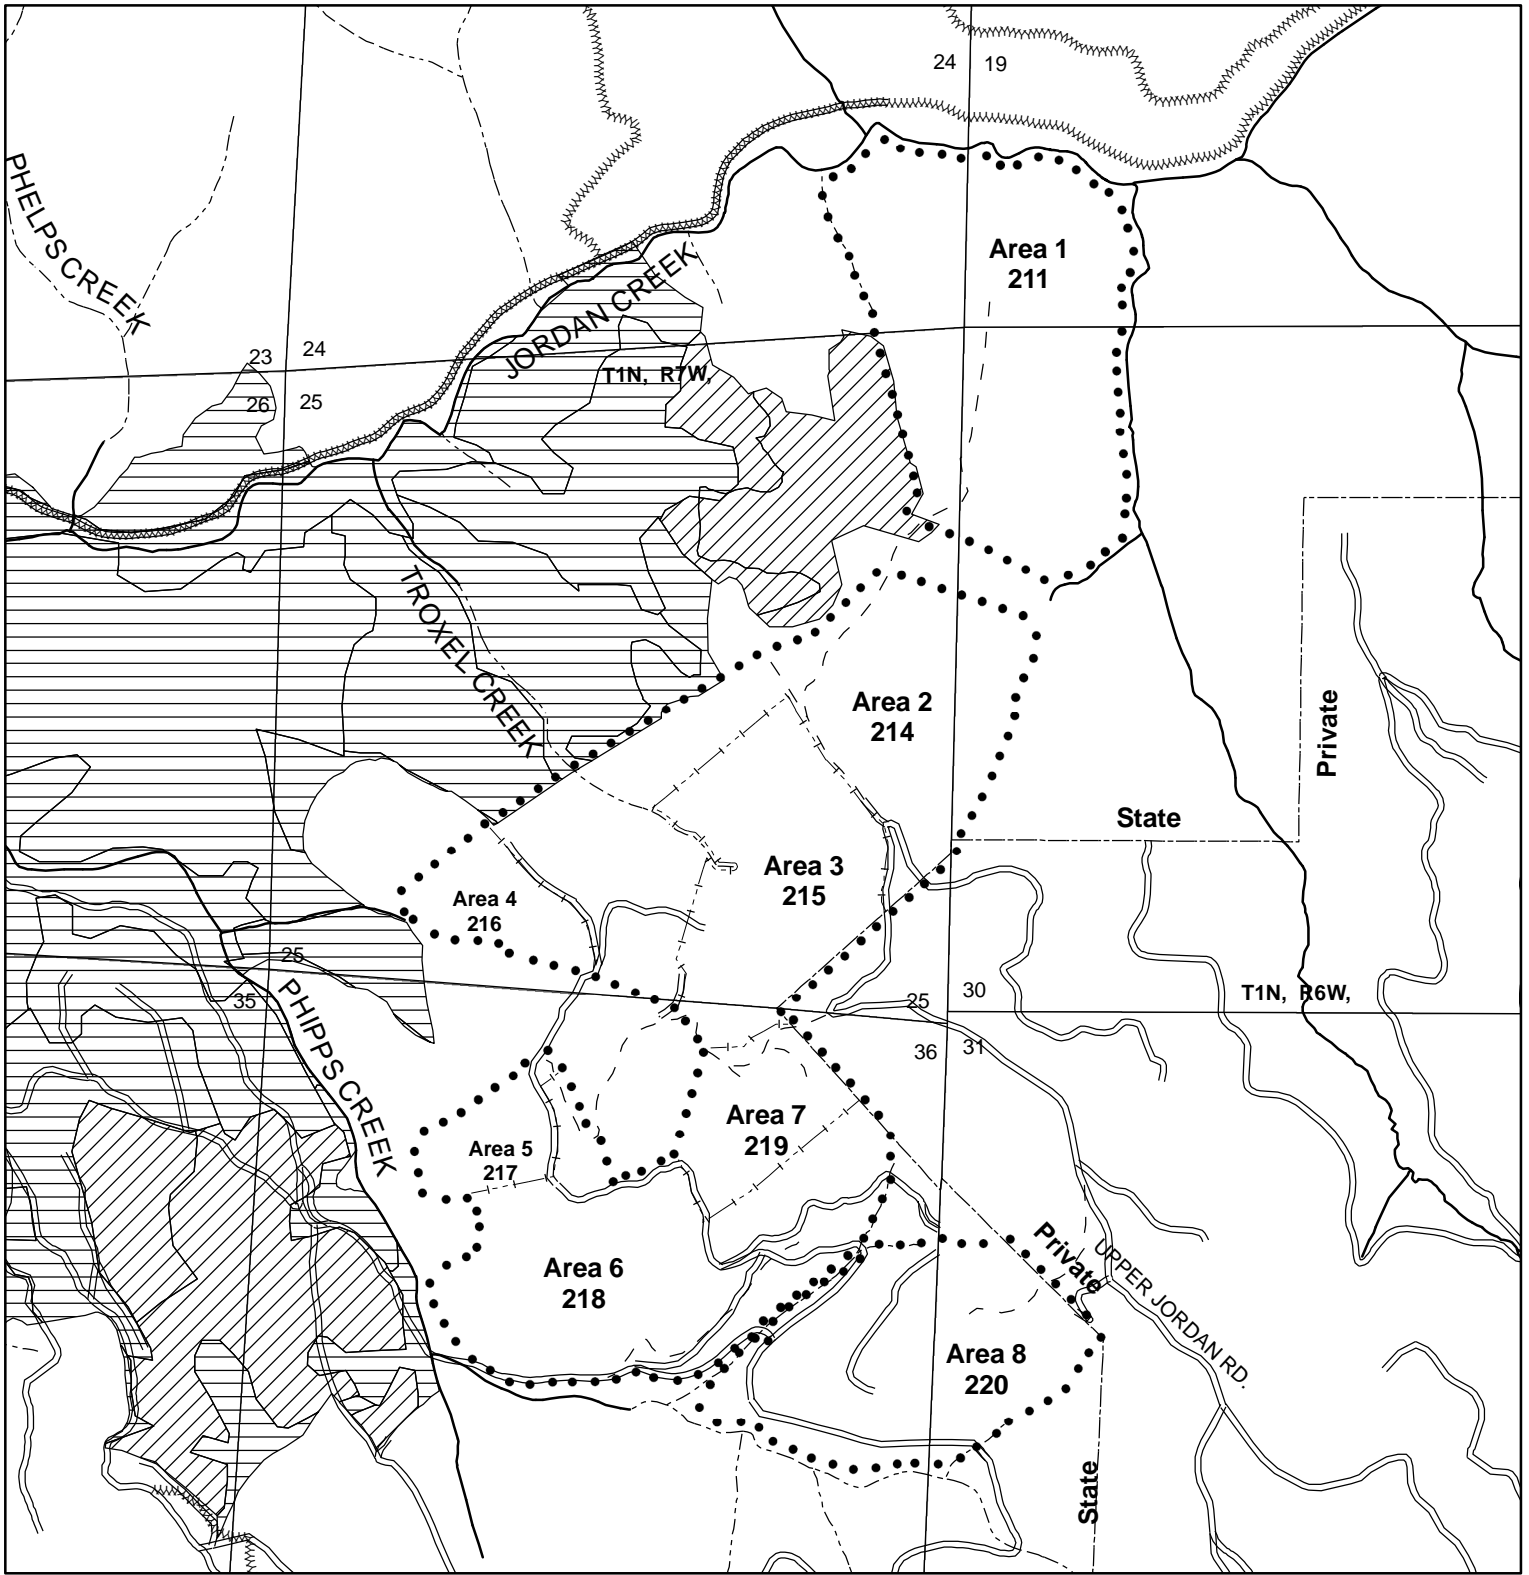 24 19
PHELPS CREEK
Area 1
211
JORDAN CREEK
23 24
T1N, R7W,
26 25
TROXEL CREEK
Area 2
214
Private
State
Area 3
215
Area 4
216
25
35
PHIPPS CREEK
25 30
T1N, R6W,
36 31
Area 7
219
Area 5
217
Private
UPPER JORDAN RD.
Area 6
218
Area 8
220
State